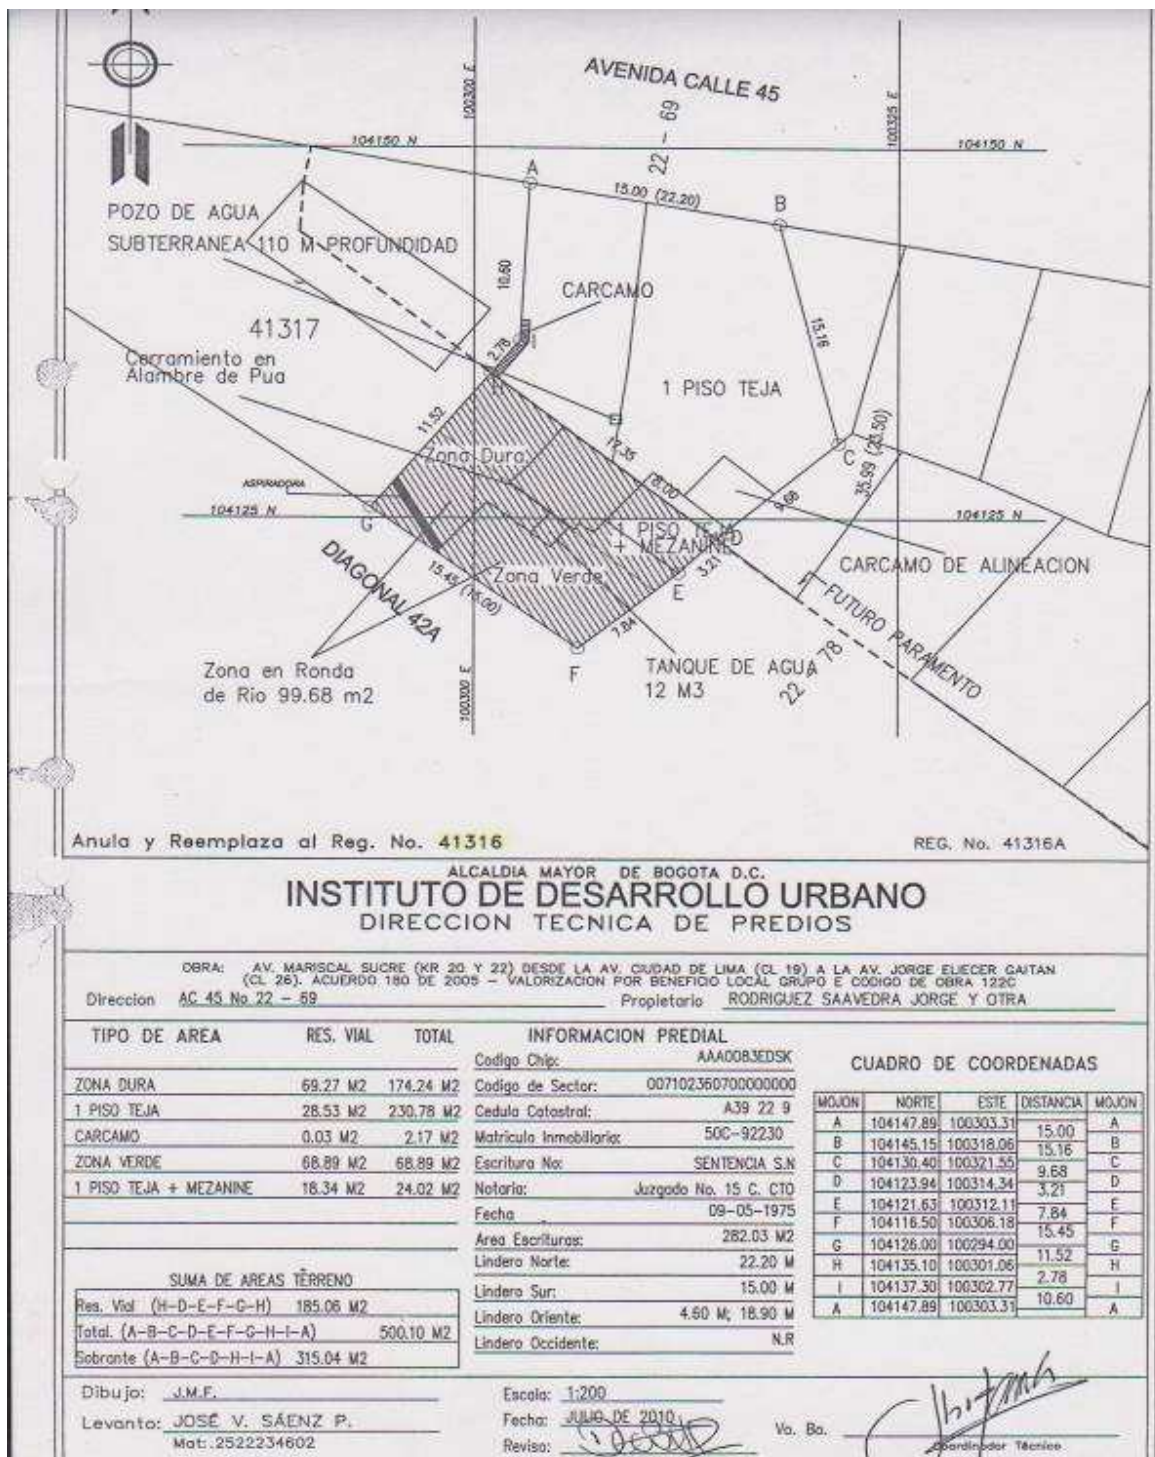 AVENIDA CALLE 45
22 - 69
100300 E
100325 E
104150 N
104150 N
A
15.00 (22.20)
B
POZO DE AGUA
SUBTERRANEA 110 M PROFUNDIDAD
10.60
CARCAMO
15.16
41317
2.78
Cerramiento en
Alambre de Pua
H
1 PISO TEJA
11.52
17.35
(18.00)
C
35.99 (23.50)
Zona Dura
9.68
ASPIRADORA
104125 N
104125 N
G
1 PISO TEJA
+ MEZANINE
D
3.21
CARCAMO DE ALINEACION
DIAGONAL 42A
15.45 (16.00)
Zona Verde
E
7.84
FUTURO PARAMENTO
22 78
F
Zona en Ronda
de Rio 99.68 m2
100300 E
TANQUE DE AGUA
12 M3
Anula y Reemplaza al Reg. No. 41316
REG. No. 41316A
ALCALDIA MAYOR DE BOGOTA D.C.
INSTITUTO DE DESARROLLO URBANO
DIRECCION TECNICA DE PREDIOS
OBRA: AV. MARISCAL SUCRE (KR 20 Y 22) DESDE LA AV. CIUDAD DE LIMA (CL 19) A LA AV. JORGE ELIECER GAITAN
(CL 26). ACUERDO 180 DE 2005 - VALORIZACION POR BENEFICIO LOCAL GRUPO E CODIGO DE OBRA 122C
Direccion AC 45 No 22 - 69 Propietario RODRIGUEZ SAAVEDRA JORGE Y OTRA
TIPO DE AREA RES. VIAL TOTAL
ZONA DURA 69.27 M2 174.24 M2
1 PISO TEJA 28.53 M2 230.78 M2
CARCAMO 0.03 M2 2.17 M2
ZONA VERDE 68.89 M2 68.89 M2
1 PISO TEJA + MEZANINE 18.34 M2 24.02 M2
SUMA DE AREAS TERRENO
Res. Vial (H-D-E-F-G-H) 185.06 M2
Total. (A-B-C-D-E-F-G-H-I-A) 500.10 M2
Sobrante (A-B-C-D-H-I-A) 315.04 M2
INFORMACION PREDIAL
Codigo Chip: AAA0083EDSK
Codigo de Sector: 007102360700000000
Cedula Catastral: A39 22 9
Matricula Inmobiliaria: 50C-92230
Escritura No: SENTENCIA S.N
Notaria: Juzgado No. 15 C. CTO
Fecha 09-05-1975
Area Escrituras: 282.03 M2
Lindero Norte: 22.20 M
Lindero Sur: 15.00 M
Lindero Oriente: 4.60 M; 18.90 M
Lindero Occidente: N.R
CUADRO DE COORDENADAS
MOJON NORTE ESTE DISTANCIA MOJON
A 104147.89 100303.31 A
15.00
B 104145.15 100318.06 B
15.16
C 104130.40 100321.55 C
9.68
D 104123.94 100314.34 D
3.21
E 104121.63 100312.11 E
7.84
F 104116.50 100306.18 F
15.45
G 104126.00 100294.00 G
11.52
H 104135.10 100301.06 H
2.78
I 104137.30 100302.77 I
10.60
A 104147.89 100303.31 A
Dibujo: J.M.F.
Levanto: JOSÉ V. SÁENZ P.
Mat: 2522234602
Escala: 1:200
Fecha: JULIO DE 2010
Reviso:
Vo. Bo.
Coordinador Técnico